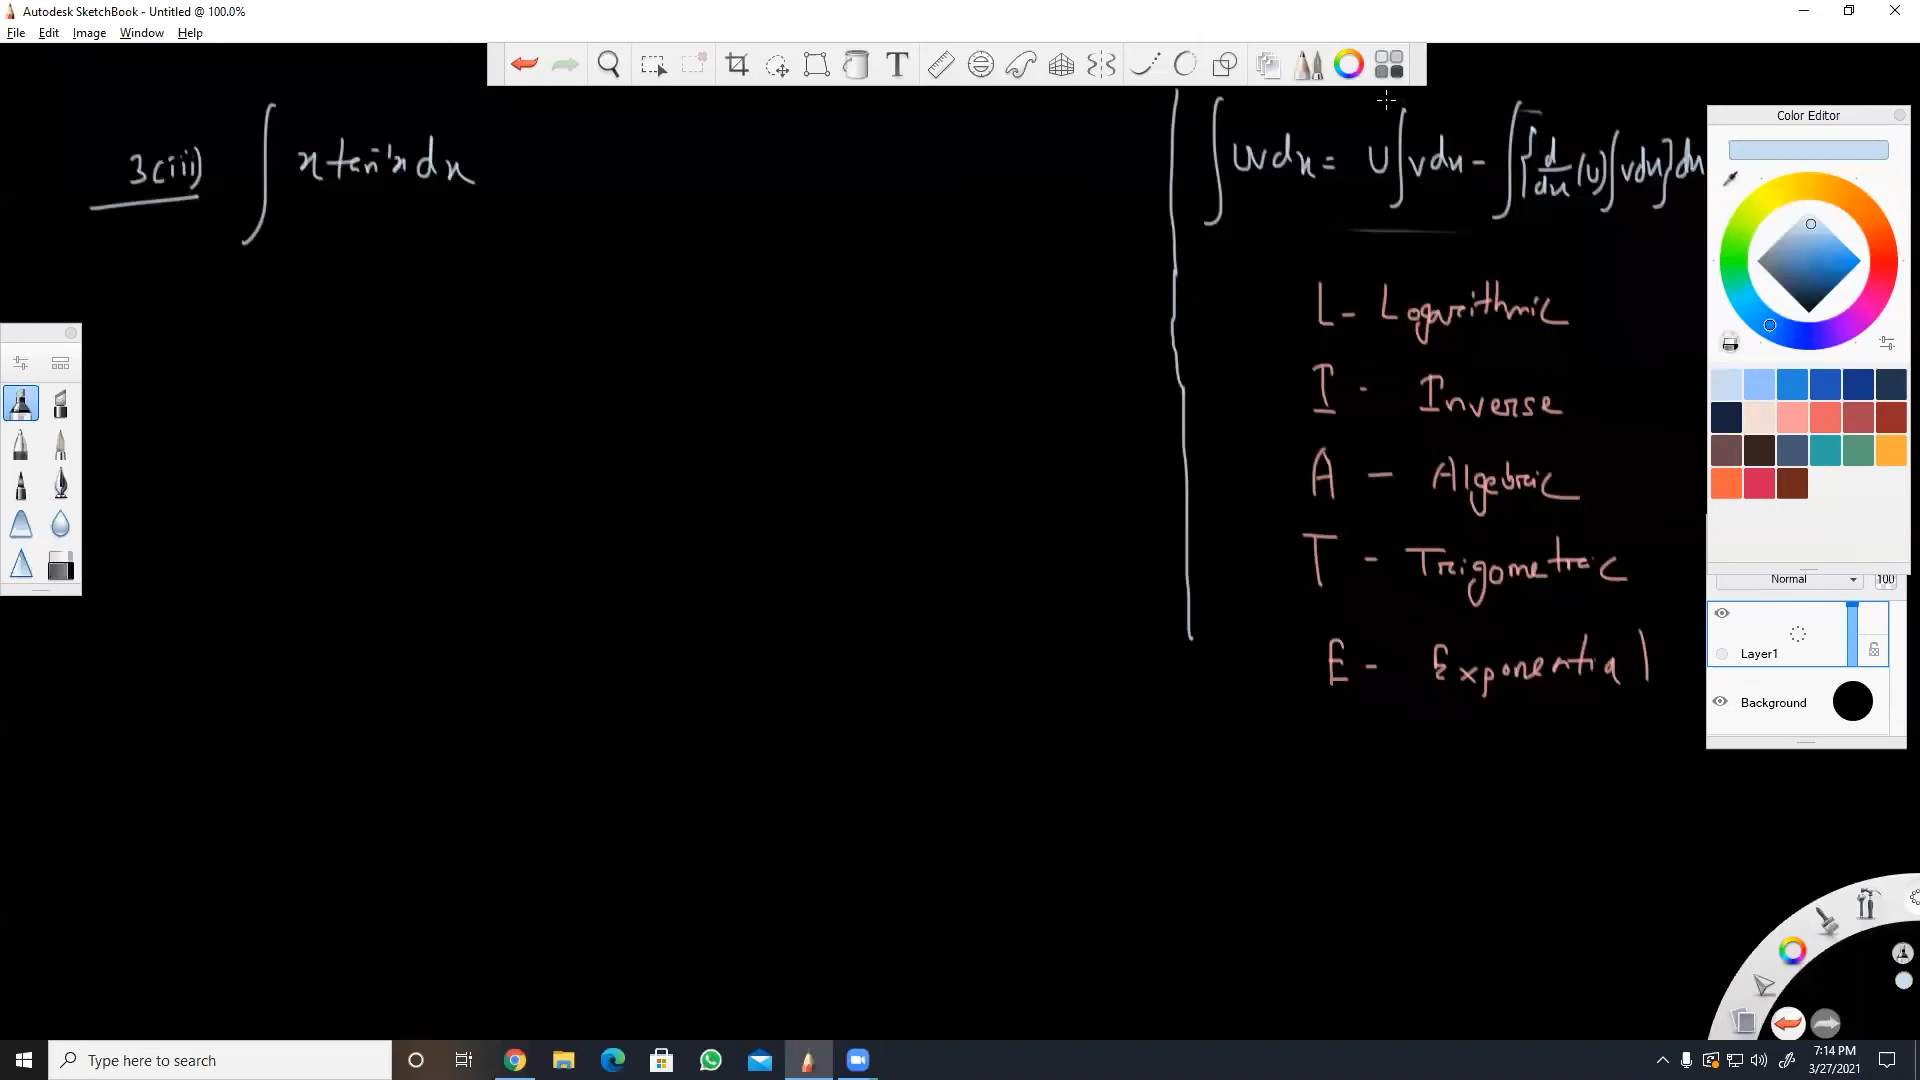 Autodesk SketchBook - Untitled @ 100.0%
File Edit Image Window Help
3(iii) ∫ x tan⁻¹x dx
∫ uv dx = u∫v dx - ∫{d/dx (u)∫v dx} dx
L - Logarithmic
I - Inverse
A - Algebraic
T - Trigometric
E - Exponential
Color Editor
Normal 100
Layer1
Background
Type here to search
7:14 PM
3/27/2021